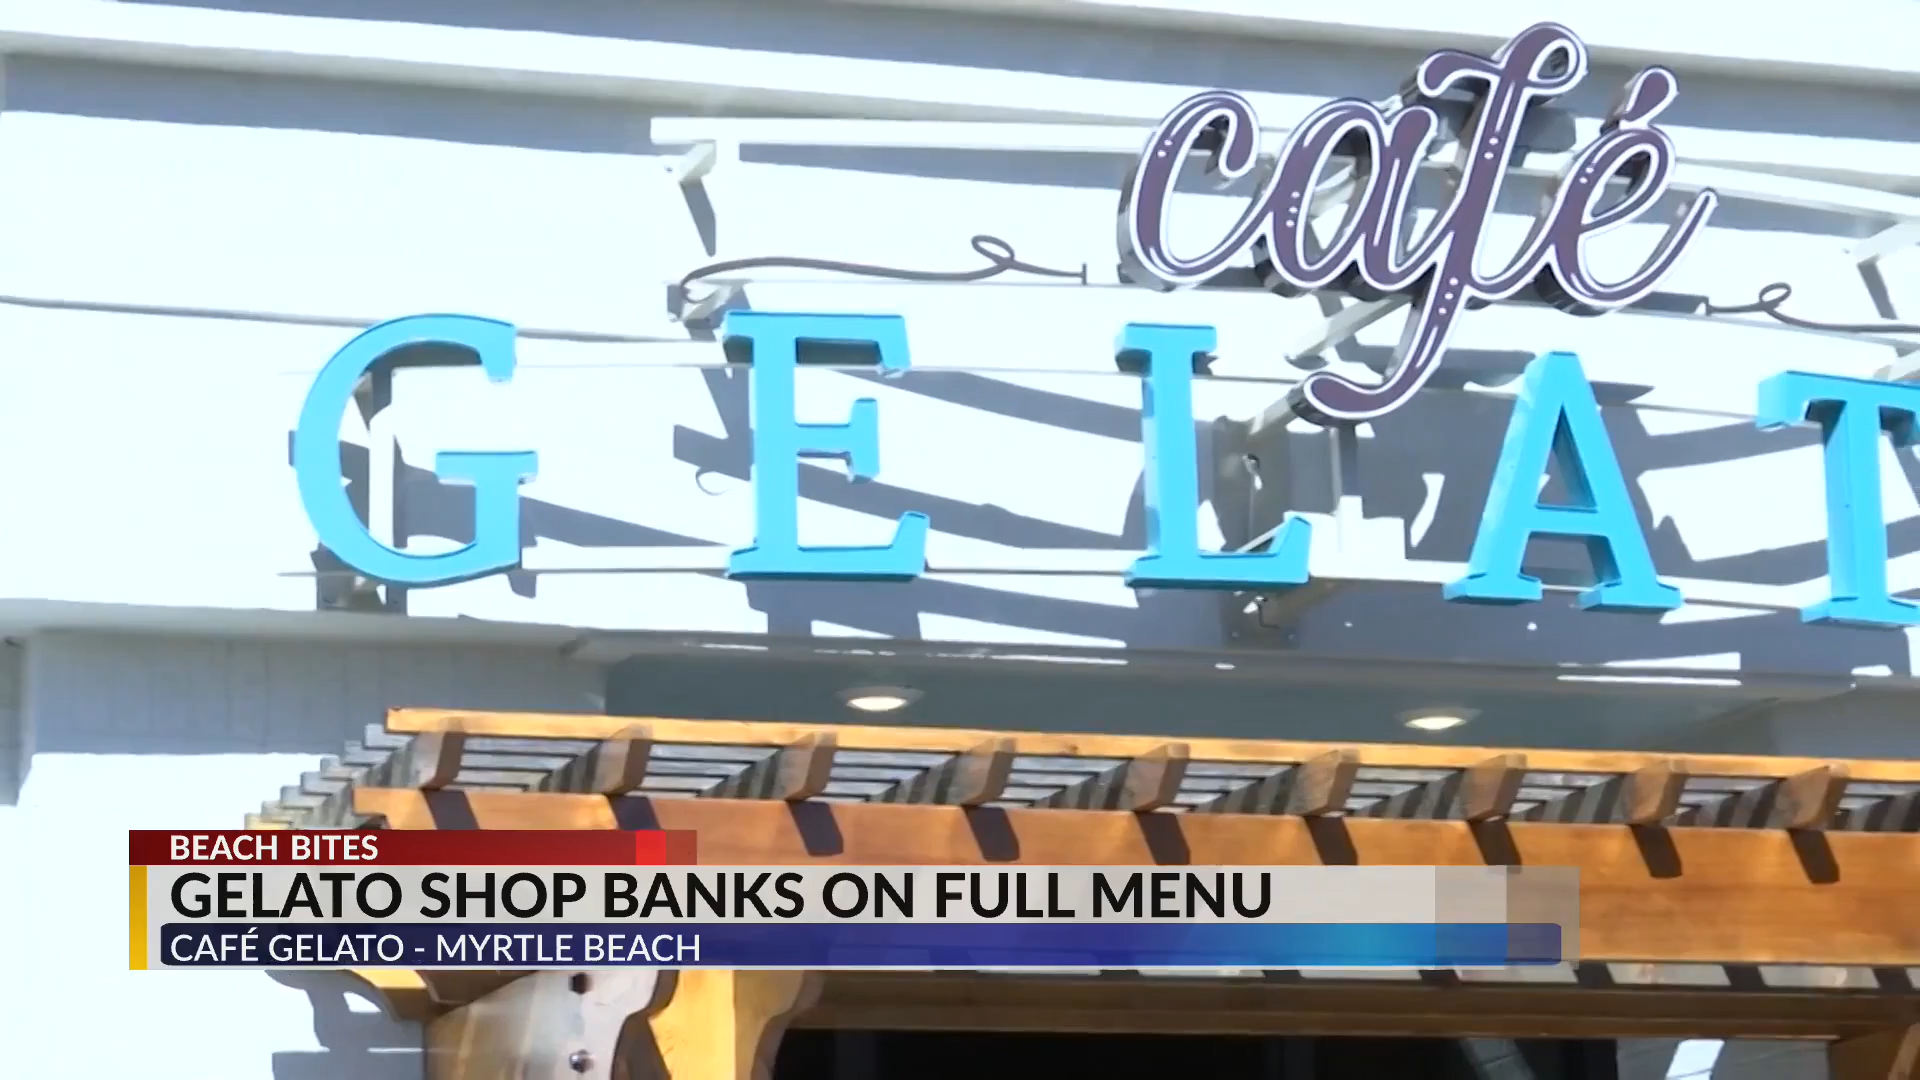 café
GELAT
BEACH BITES
GELATO SHOP BANKS ON FULL MENU
CAFÉ GELATO - MYRTLE BEACH